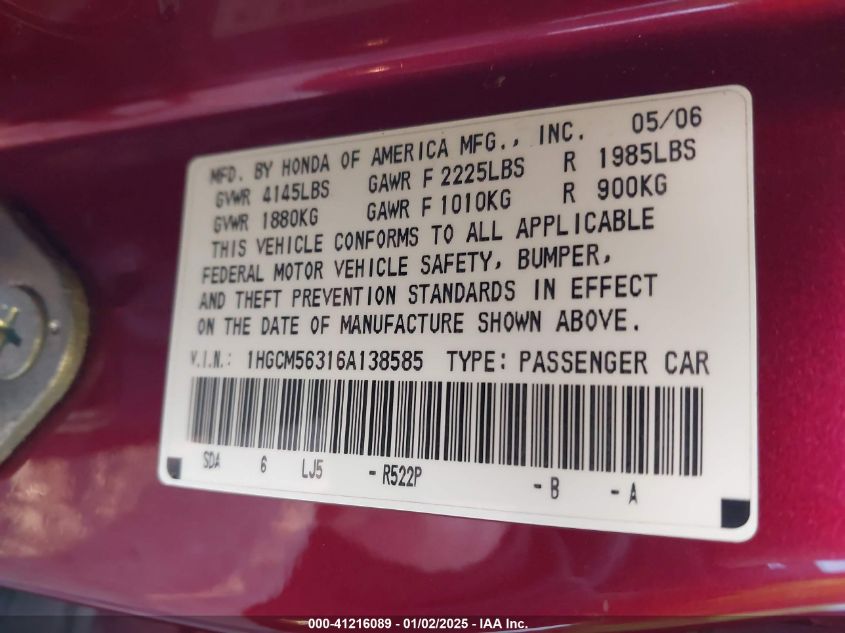 MFD. BY HONDA OF AMERICA MFG., INC. 05/06
GVWR 4145LBS GAWR F 2225LBS R 1985LBS
GVWR 1880KG GAWR F 1010KG R 900KG
THIS VEHICLE CONFORMS TO ALL APPLICABLE
FEDERAL MOTOR VEHICLE SAFETY, BUMPER,
AND THEFT PREVENTION STANDARDS IN EFFECT
ON THE DATE OF MANUFACTURE SHOWN ABOVE.
V.I.N.: 1HGCM56316A138585 TYPE: PASSENGER CAR
SDA 6 LJ5 - R522P - B - A
000-41216089 - 01/02/2025 - IAA Inc.